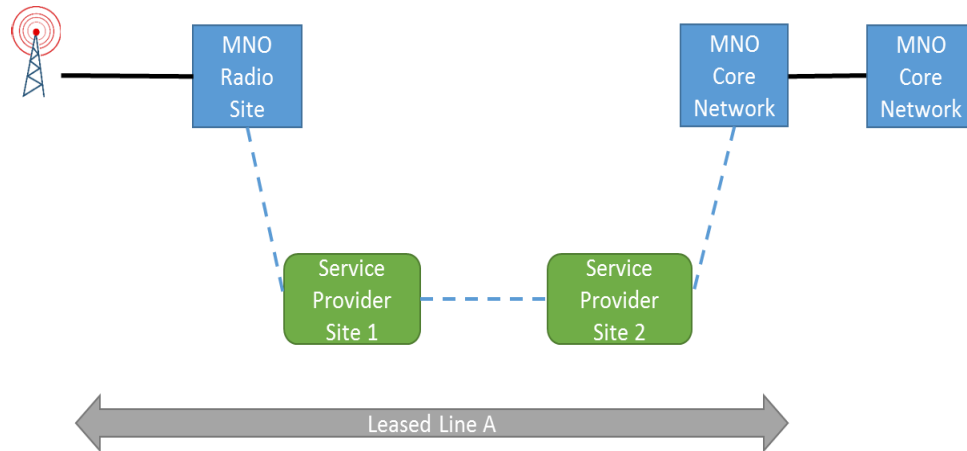 MNO
Radio
Site
MNO
Core
Network
MNO
Core
Network
Service
Provider
Site 1
Service
Provider
Site 2
Leased Line A